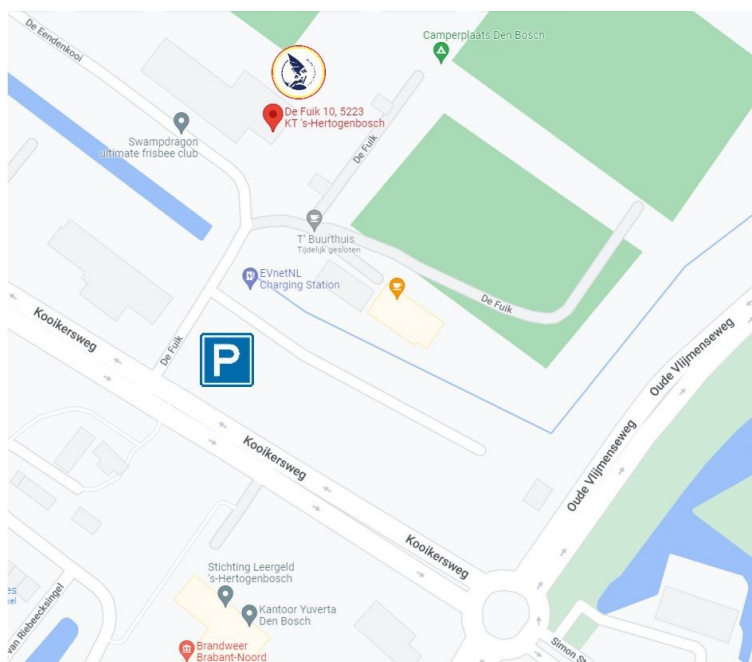 De Eendenkooi
Camperplaats Den Bosch
De Fuik 10, 5223
KT 's-Hertogenbosch
Swampdragon
ultimate frisbee club
De Fuik
T' Buurthuis
Tijdelijk gesloten
EVnetNL
Charging Station
De Fuik
Kooikersweg
De Fuik
P
Oude Vlijmenseweg
Kooikersweg
Oude Vlijmenseweg
Kooikersweg
Stichting Leergeld
's-Hertogenbosch
Kantoor Yuverta
Den Bosch
van Riebeecksingel
Brandweer
Brabant-Noord